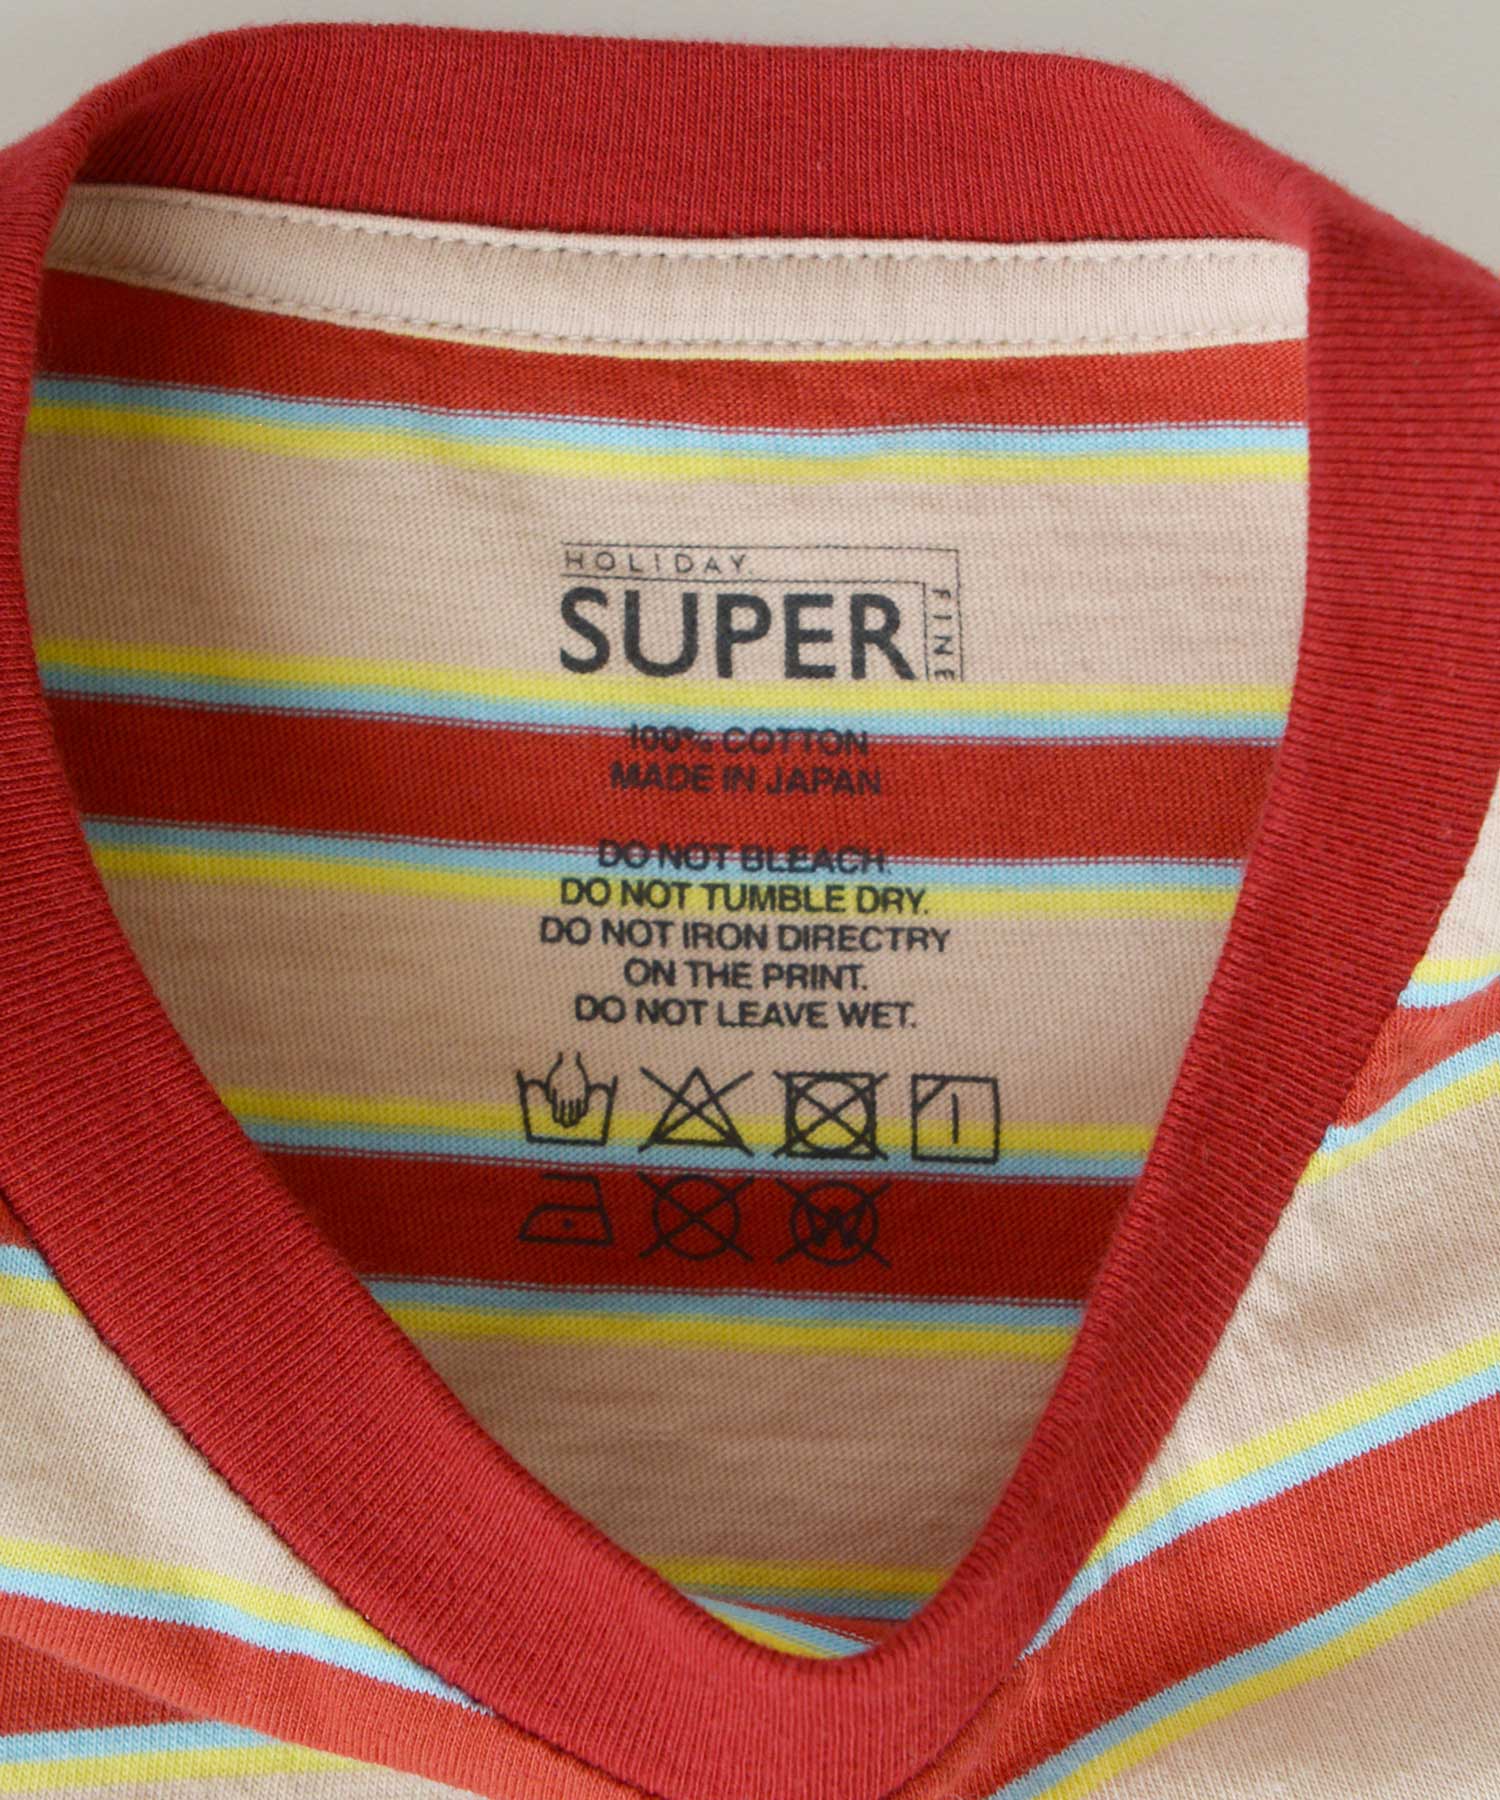 HOLIDAY
SUPER
FINE
100% COTTON
MADE IN JAPAN
DO NOT BLEACH.
DO NOT TUMBLE DRY.
DO NOT IRON DIRECTRY
ON THE PRINT.
DO NOT LEAVE WET.
W